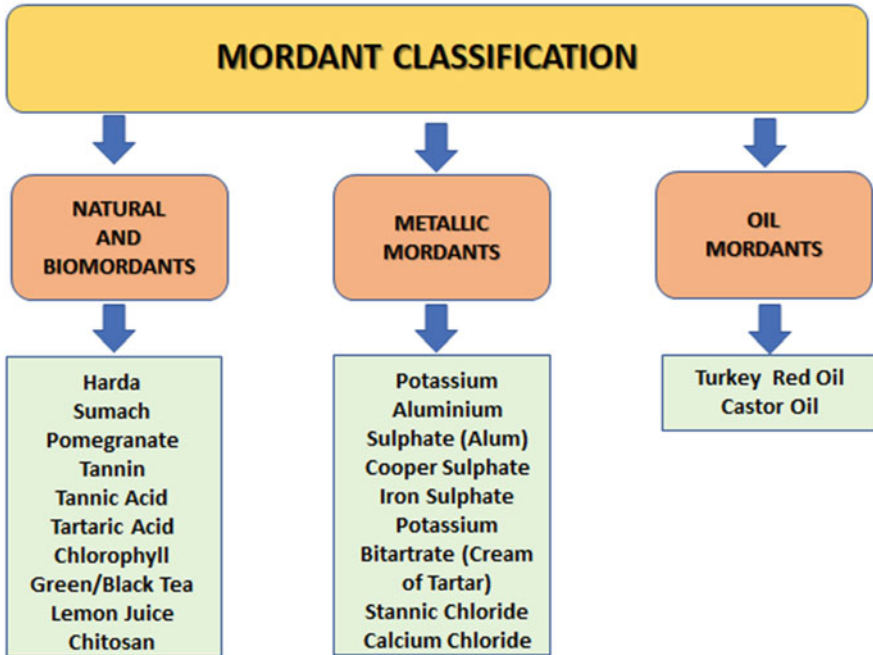 MORDANT CLASSIFICATION
NATURAL
AND
BIOMORDANTS
METALLIC
MORDANTS
OIL
MORDANTS
Harda
Sumach
Pomegranate
Tannin
Tannic Acid
Tartaric Acid
Chlorophyll
Green/Black Tea
Lemon Juice
Chitosan
Potassium
Aluminium
Sulphate (Alum)
Cooper Sulphate
Iron Sulphate
Potassium
Bitartrate (Cream
of Tartar)
Stannic Chloride
Calcium Chloride
Turkey Red Oil
Castor Oil